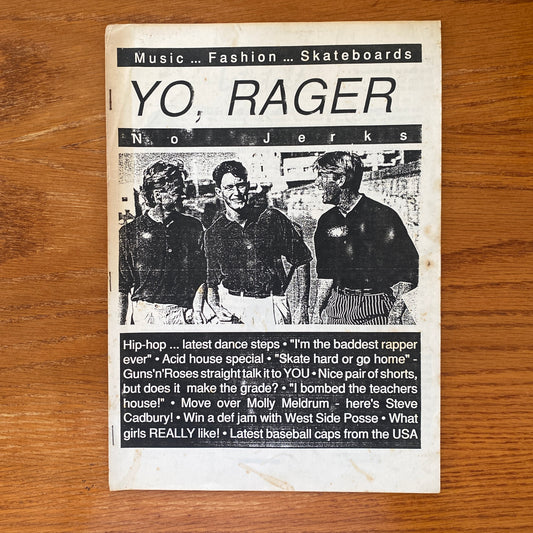 Music ... Fashion ... Skateboards
YO, RAGER
No Jerks
Hip-hop ... latest dance steps • "I'm the baddest rapper
ever" • Acid house special • "Skate hard or go home" -
Guns'n'Roses straight talk it to YOU • Nice pair of shorts,
but does it make the grade? • "I bombed the teachers
house!" • Move over Molly Meldrum - here's Steve
Cadbury! • Win a def jam with West Side Posse • What
girls REALLY like! • Latest baseball caps from the USA